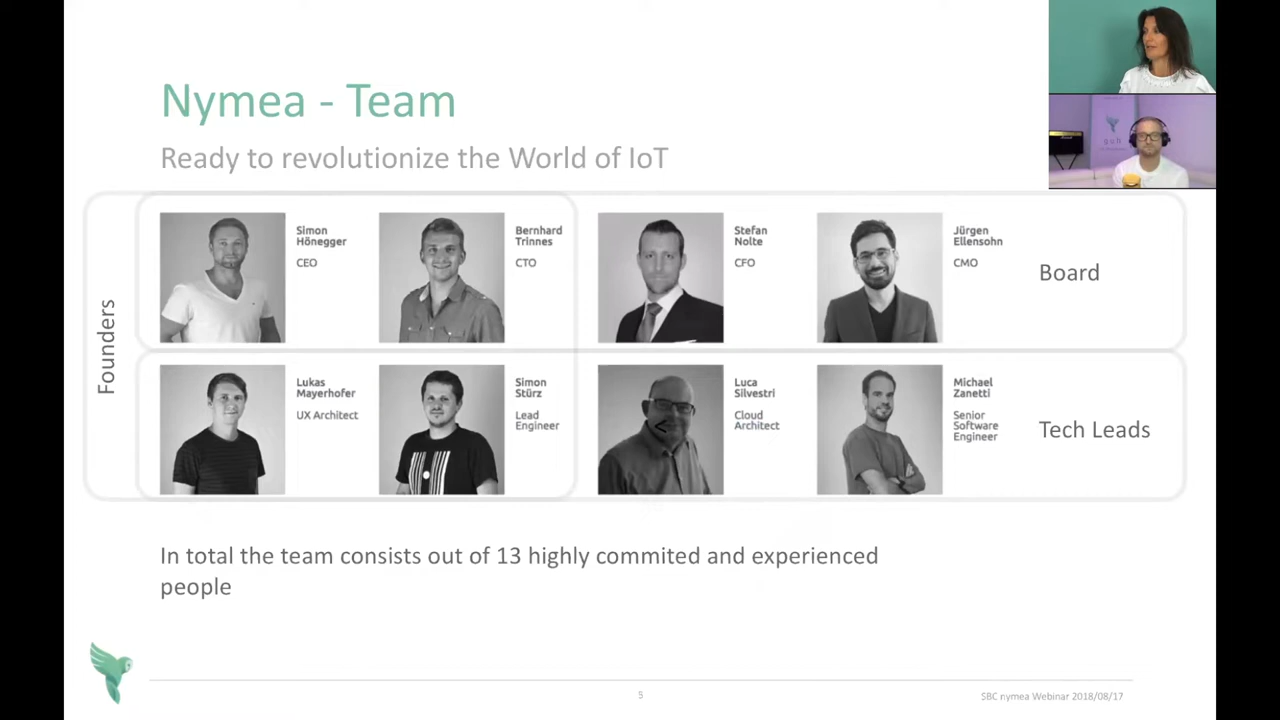 Nymea - Team
Ready to revolutionize the World of IoT
Founders
Simon
Hönegger
CEO
Bernhard
Trinnes
CTO
Stefan
Nolte
CFO
Jürgen
Ellensohn
CMO
Board
Lukas
Mayerhofer
UX Architect
Simon
Stürz
Lead
Engineer
Luca
Silvestri
Cloud
Architect
Michael
Zanetti
Senior
Software
Engineer
Tech Leads
In total the team consists out of 13 highly commited and experienced
people
5
SBC nymea Webinar 2018/08/17
guh